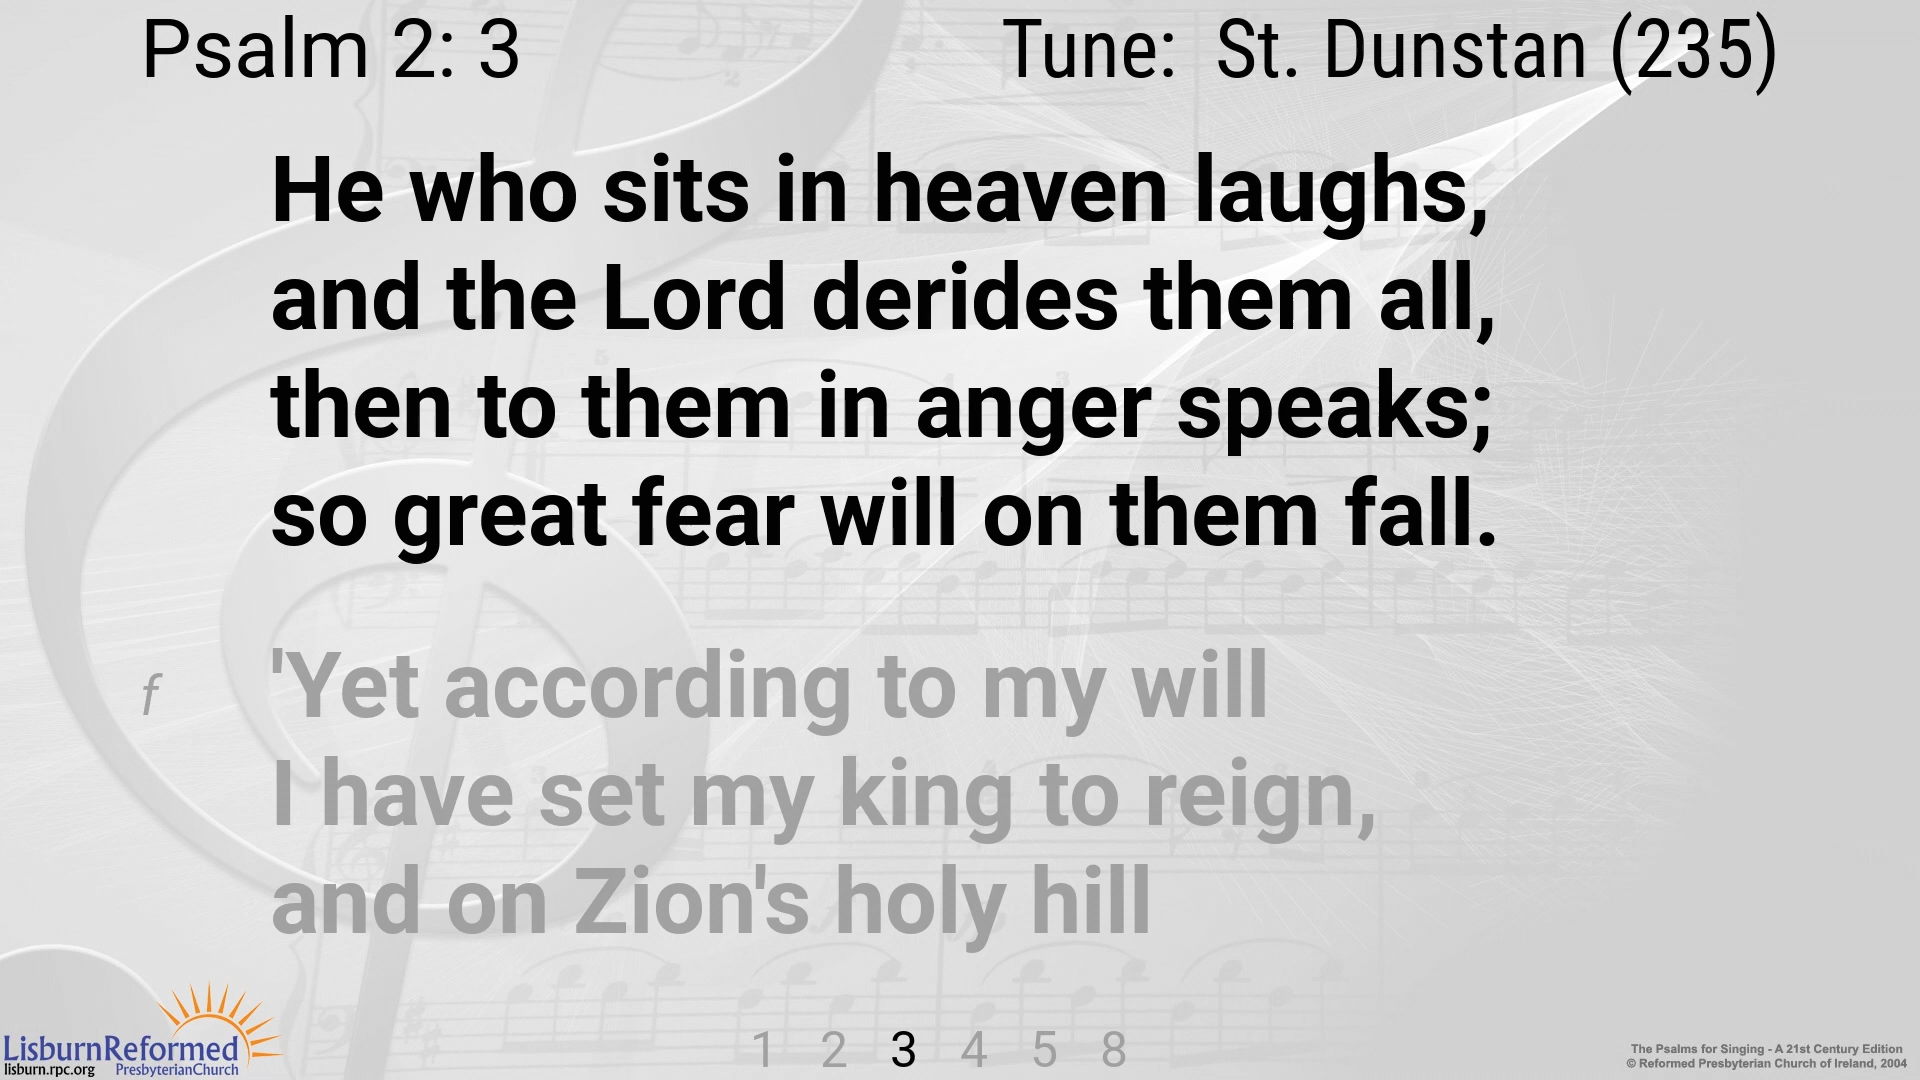 Psalm 2: 3
Tune: St. Dunstan (235)
He who sits in heaven laughs,
and the Lord derides them all,
then to them in anger speaks;
so great fear will on them fall.
f
'Yet according to my will
I have set my king to reign,
and on Zion's holy hill
LisburnReformed
lisburn.rpc.org PresbyterianChurch
1 2 3 4 5 8
The Psalms for Singing - A 21st Century Edition
© Reformed Presbyterian Church of Ireland, 2004